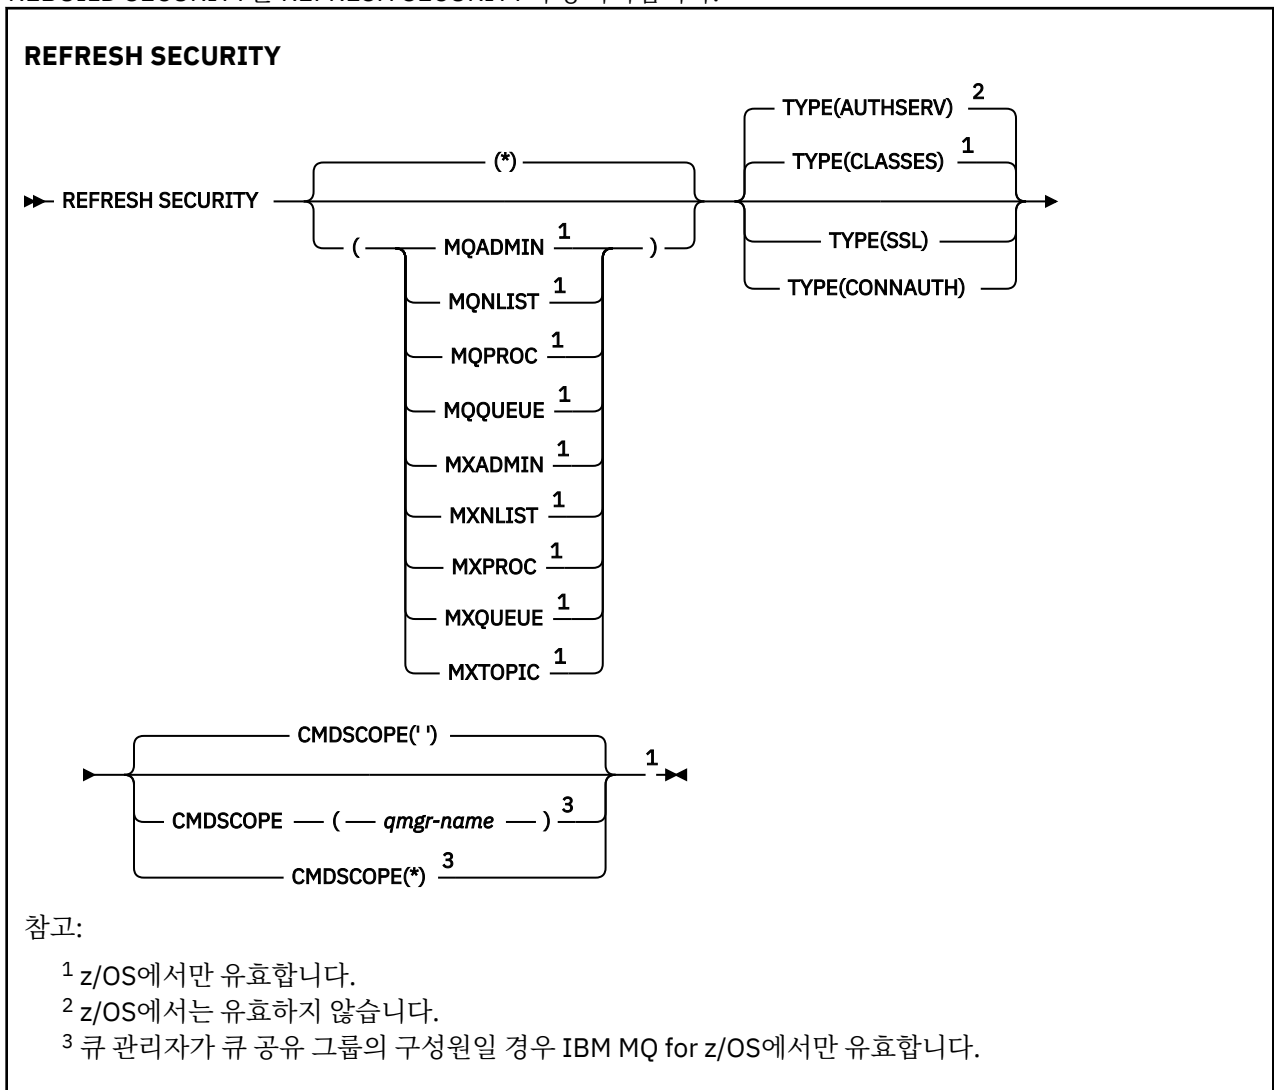 REFRESH SECURITY
TYPE(AUTHSERV) 2
(*)
TYPE(CLASSES) 1
REFRESH SECURITY
TYPE(SSL)
( MQADMIN 1 )
TYPE(CONNAUTH)
MQNLIST 1
MQPROC 1
MQQUEUE 1
MXADMIN 1
MXNLIST 1
MXPROC 1
MXQUEUE 1
MXTOPIC 1
CMDSCOPE(' ')
1
CMDSCOPE ( qmgr-name ) 3
CMDSCOPE(*) 3
참고:
1 z/OS에서만 유효합니다.
2 z/OS에서는 유효하지 않습니다.
3 큐 관리자가 큐 공유 그룹의 구성원일 경우 IBM MQ for z/OS에서만 유효합니다.